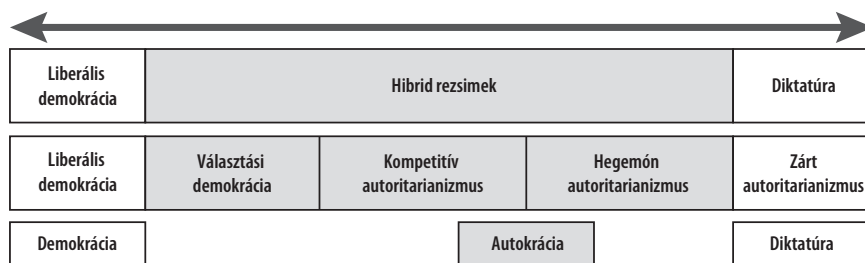 Liberális
demokrácia
Hibrid rezsimek
Diktatúra
Liberális
demokrácia
Választási
demokrácia
Kompetitív
autoritarianizmus
Hegemón
autoritarianizmus
Zárt
autoritarianizmus
Demokrácia
Autokrácia
Diktatúra